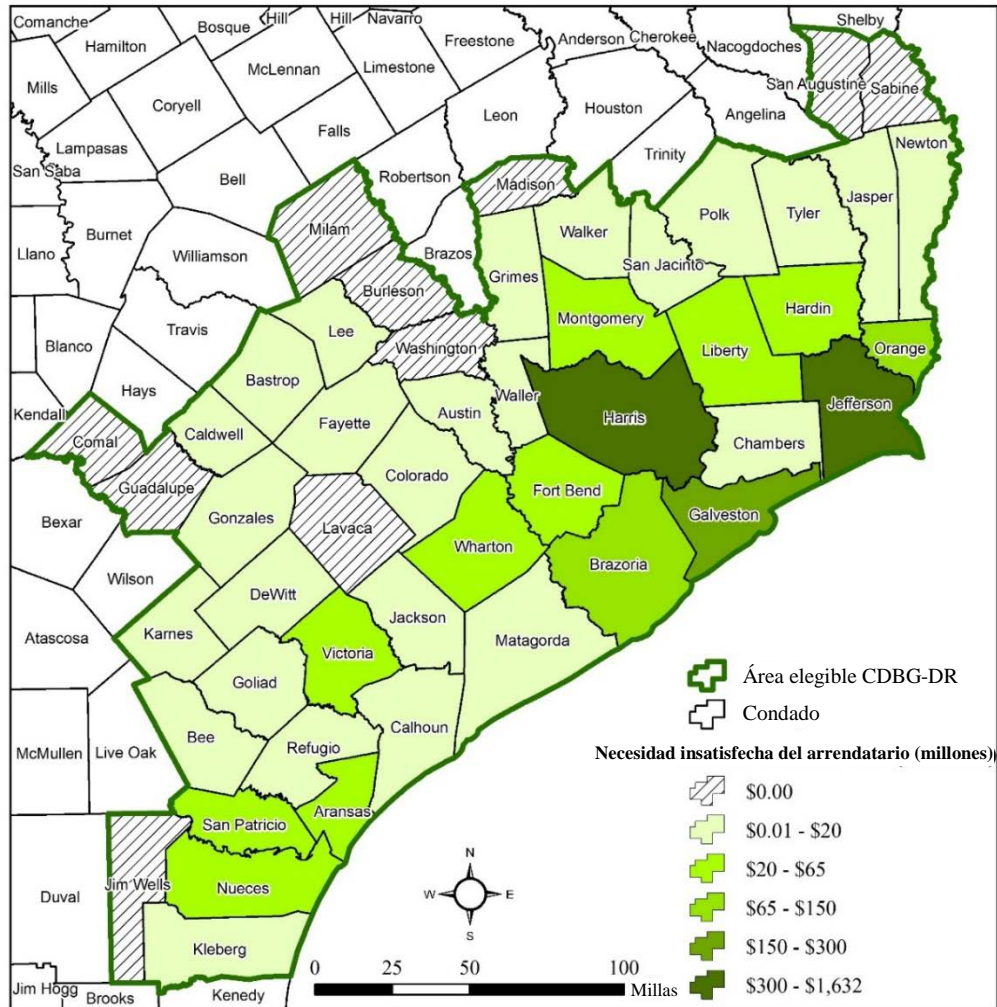 Comanche
Hill
Hill
Navarro
Shelby
Bosque
Hamilton
Freestone
Anderson
Cherokee
Nacogdoches
McLennan
Limestone
San Augustine
Sabine
Mills
Coryell
Leon
Houston
Angelina
Falls
Lampasas
San Saba
Trinity
Newton
Bell
Robertson
Madison
Jasper
Polk
Tyler
Burnet
Milam
Walker
Llano
Williamson
Brazos
San Jacinto
Grimes
Burleson
Hardin
Montgomery
Travis
Lee
Liberty
Blanco
Washington
Orange
Bastrop
Hays
Waller
Jefferson
Kendall
Austin
Harris
Fayette
Caldwell
Comal
Chambers
Colorado
Guadalupe
Fort Bend
Galveston
Gonzales
Bexar
Lavaca
Wharton
Brazoria
Wilson
DeWitt
Jackson
Atascosa
Karnes
Matagorda
Victoria
Goliad
Calhoun
Bee
Refugio
McMullen
Live Oak
Aransas
San Patricio
Jim Wells
Nueces
Duval
Kleberg
Jim Hogg
Brooks
Kenedy
Área elegible CDBG-DR
Condado
Necesidad insatisfecha del arrendatario (millones)
$0.00
$0.01 - $20
$20 - $65
$65 - $150
$150 - $300
$300 - $1,632
N
W E
S
0 25 50 100
Millas